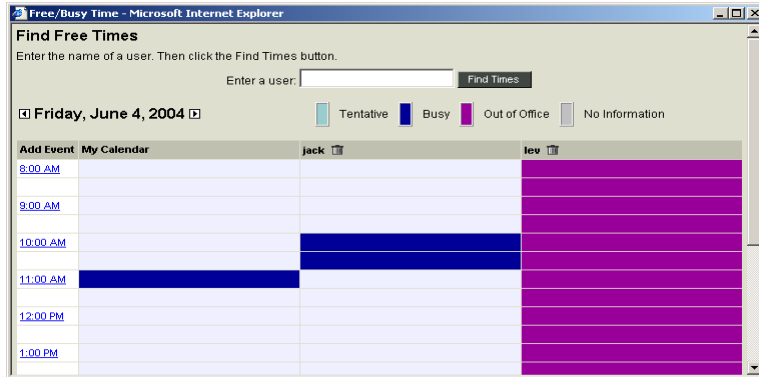 Free/Busy Time - Microsoft Internet Explorer
Find Free Times
Enter the name of a user. Then click the Find Times button.
Enter a user: Find Times
Friday, June 4, 2004 Tentative Busy Out of Office No Information
Add Event My Calendar jack lev
8:00 AM
9:00 AM
10:00 AM
11:00 AM
12:00 PM
1:00 PM